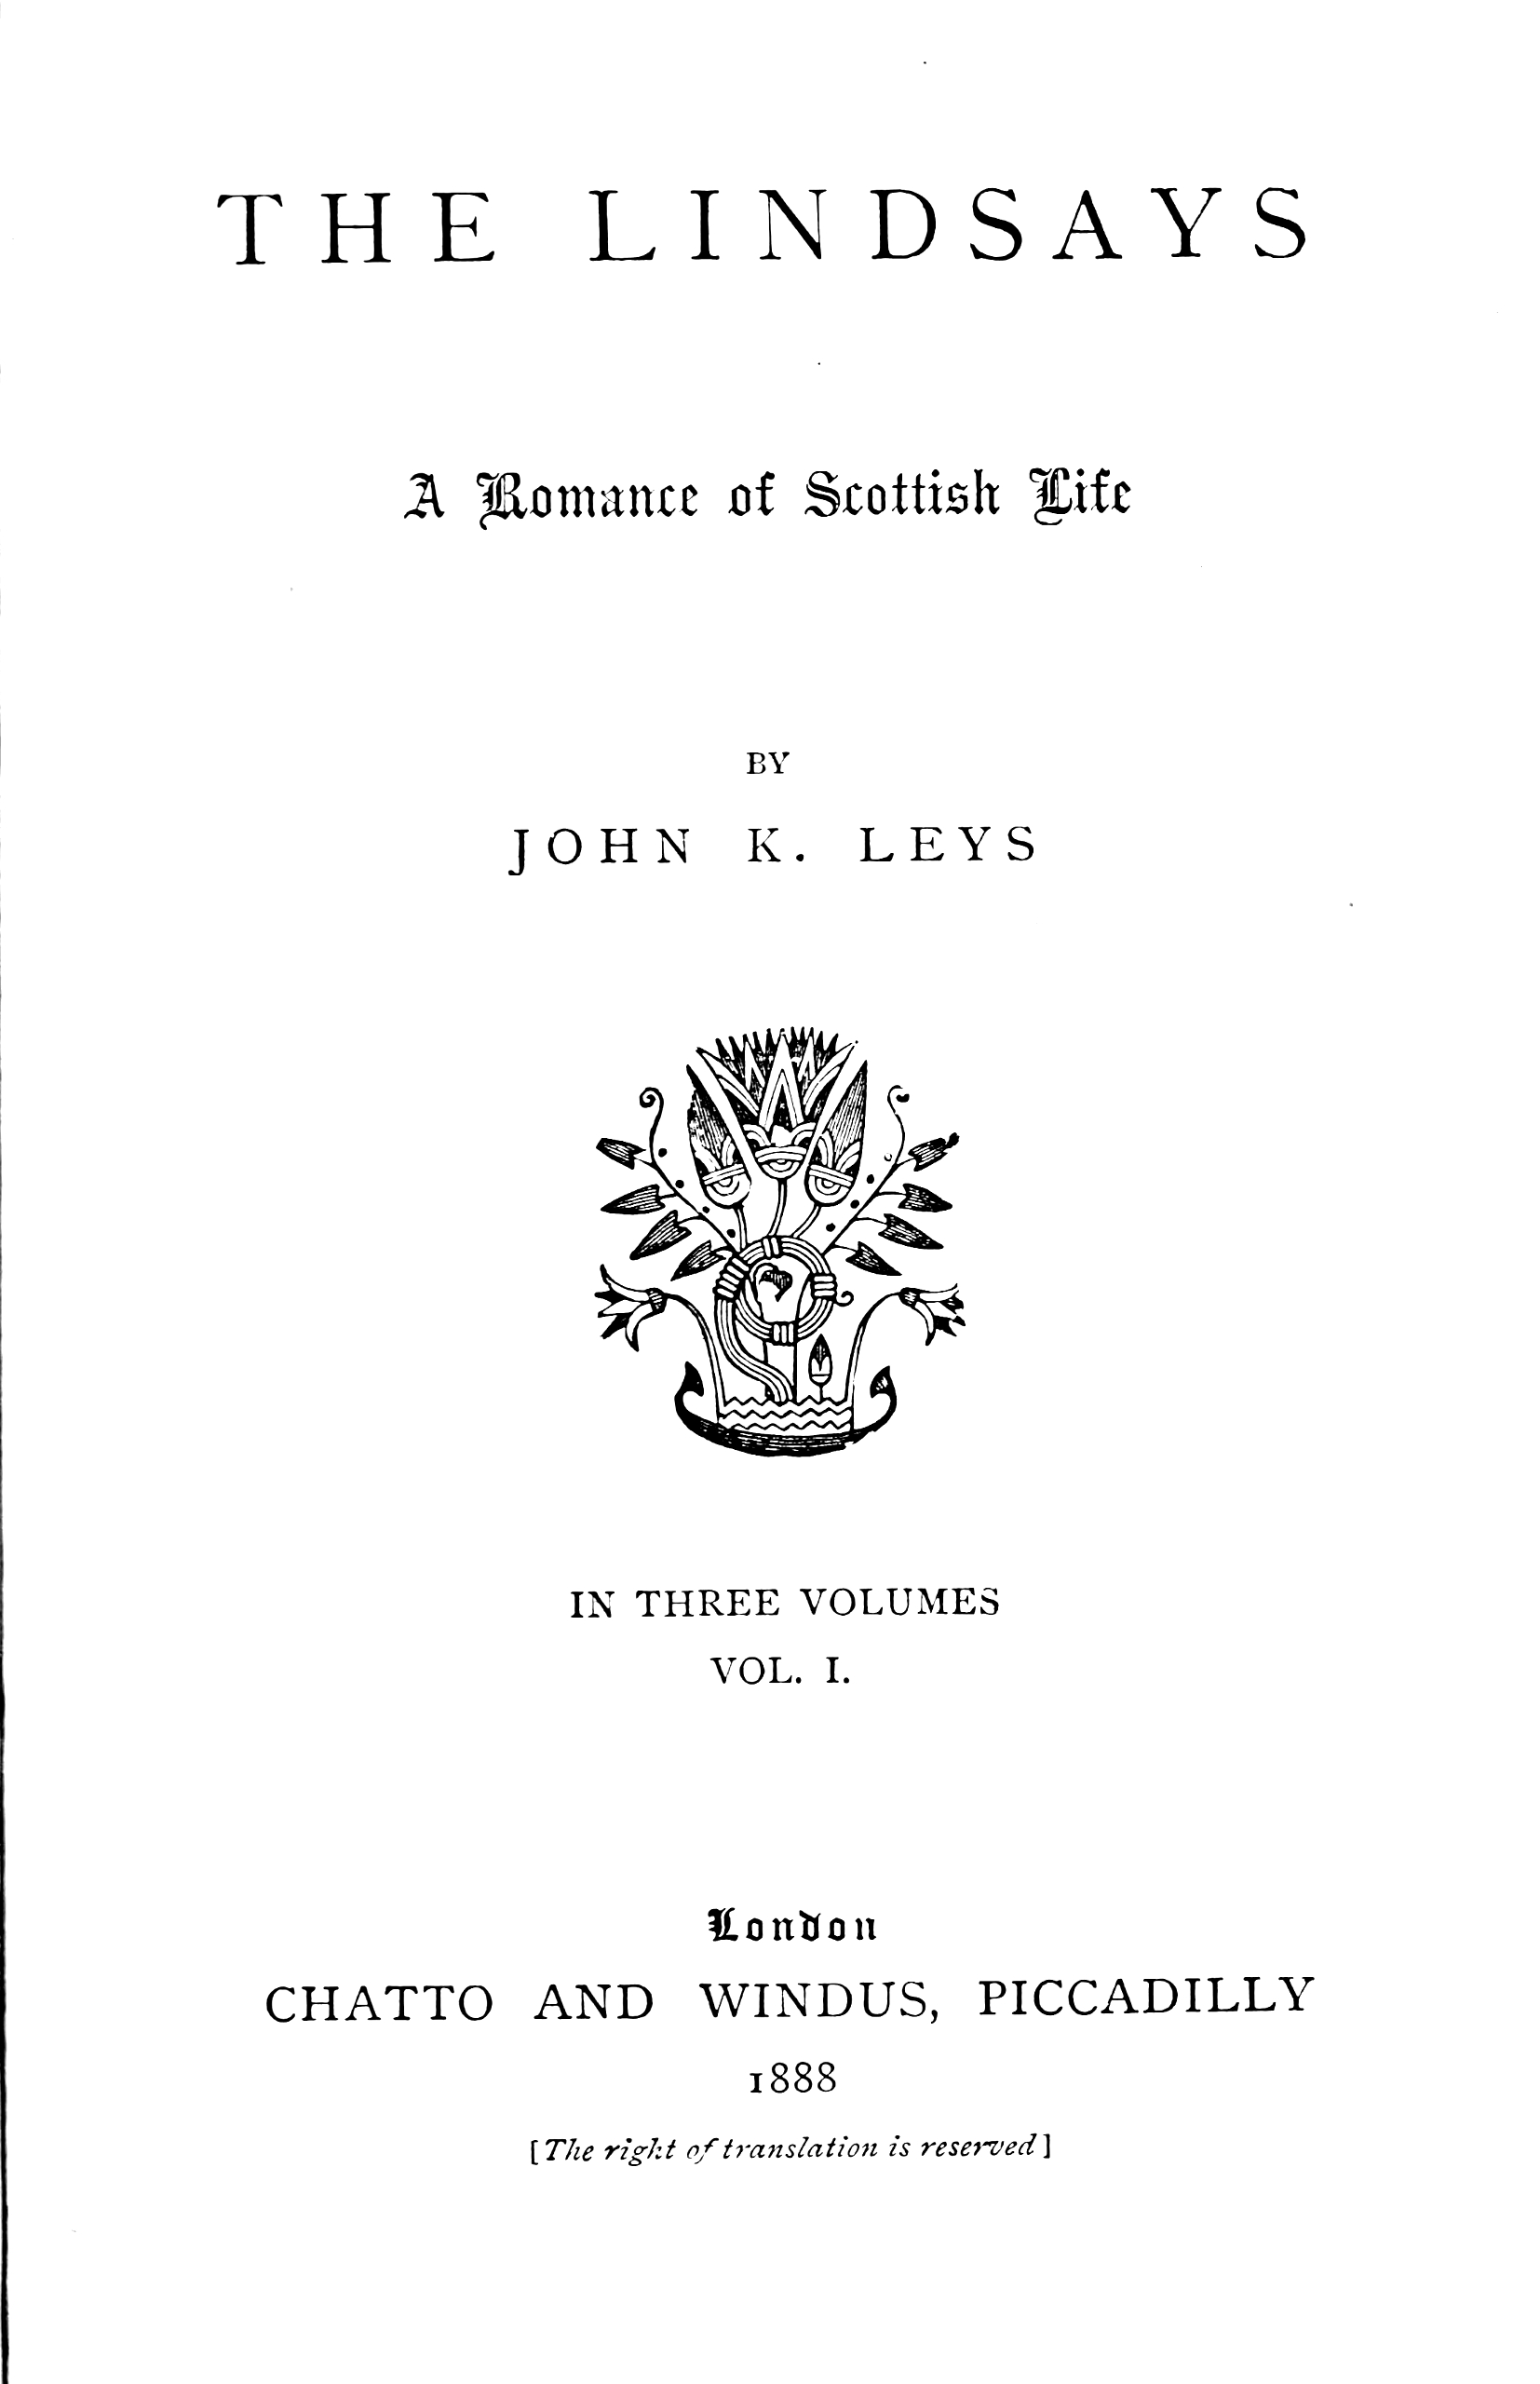 THE LINDSAYS
A Romance of Scottish Life
BY
JOHN K. LEYS
IN THREE VOLUMES
VOL. I.
London
CHATTO AND WINDUS, PICCADILLY
1888
[The right of translation is reserved]